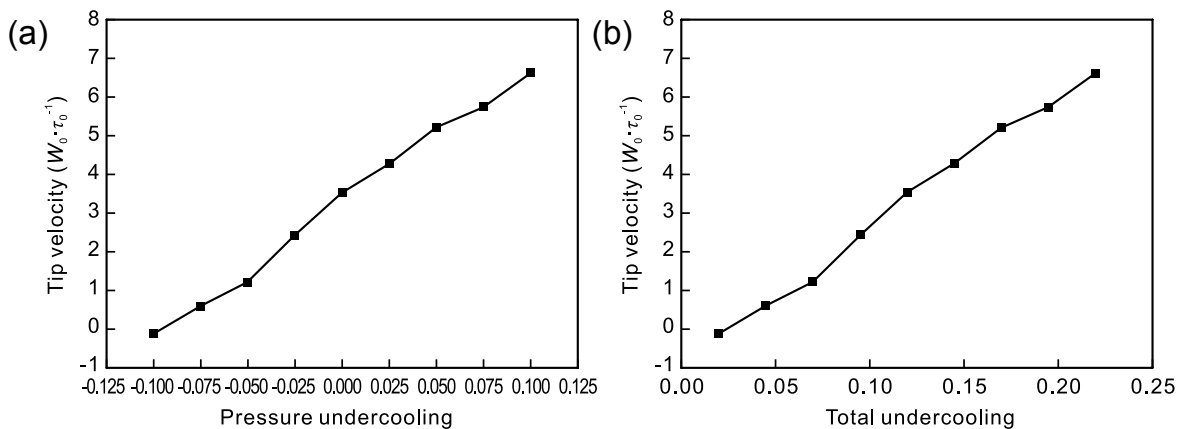 (a)
Tip velocity (W₀·τ₀⁻¹)
8
7
6
5
4
3
2
1
0
-1
-0.125 -0.100 -0.075 -0.050 -0.025 0.000 0.025 0.050 0.075 0.100 0.125
Pressure undercooling
(b)
Tip velocity (W₀·τ₀⁻¹)
8
7
6
5
4
3
2
1
0
-1
0.00 0.05 0.10 0.15 0.20 0.25
Total undercooling